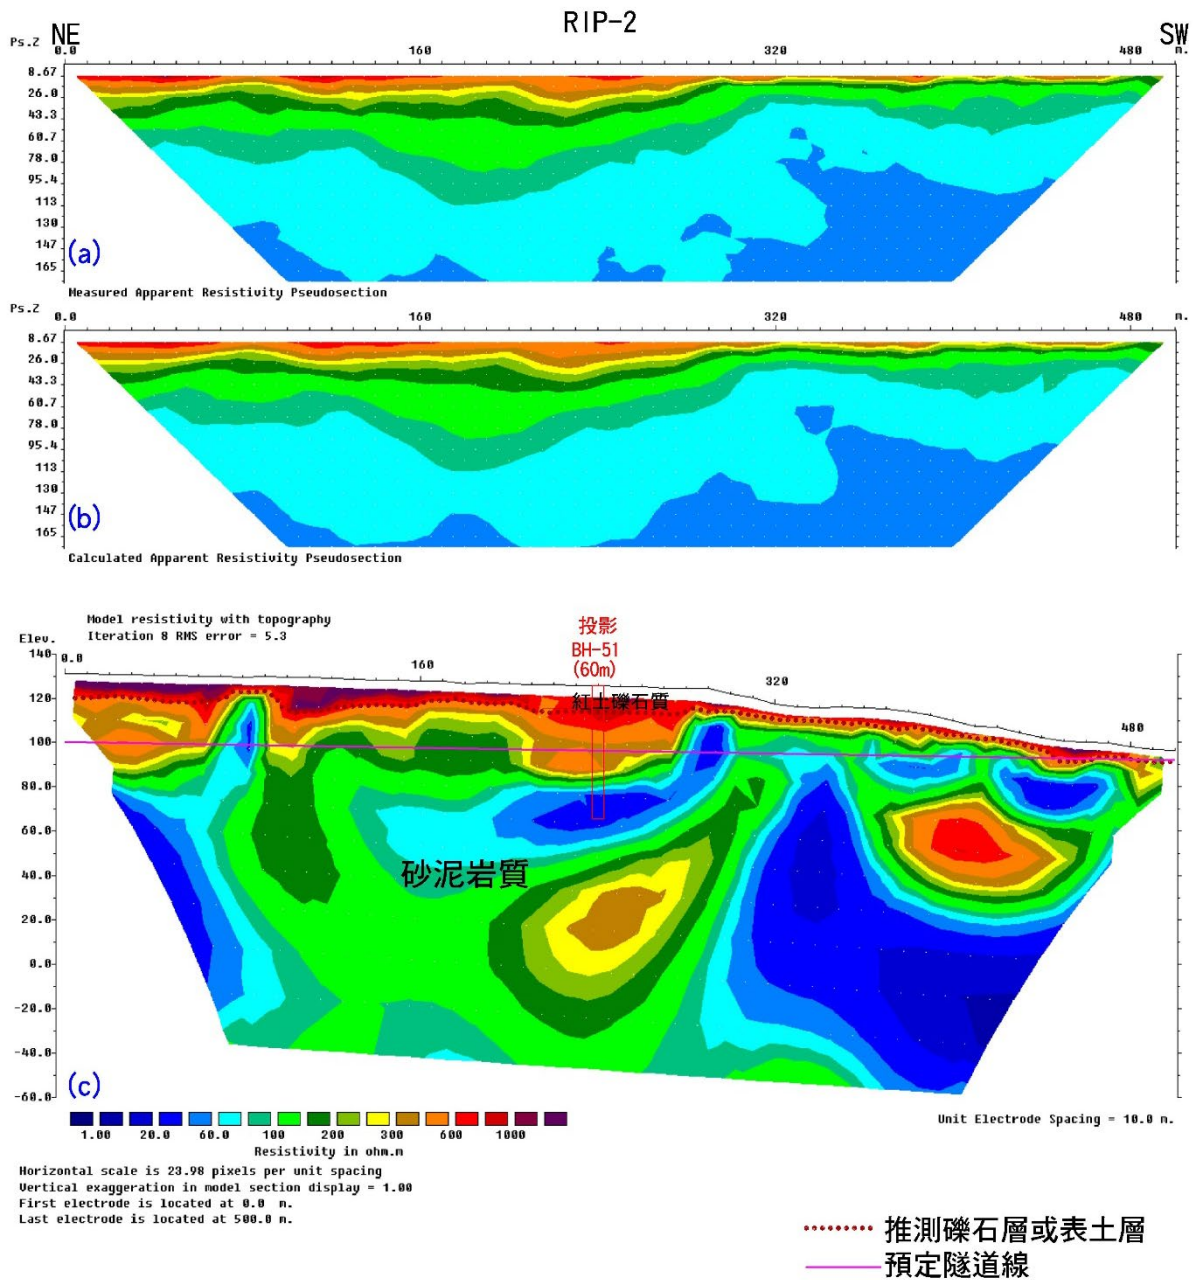 RIP-2
NE
SW
Ps.Z
0.0 160 320 480 m.
8.67
26.0
43.3
60.7
78.0
95.4
113
130
147
165
(a)
Measured Apparent Resistivity Pseudosection
Ps.Z
0.0 160 320 480 m.
8.67
26.0
43.3
60.7
78.0
95.4
113
130
147
165
(b)
Calculated Apparent Resistivity Pseudosection
Model resistivity with topography
Iteration 8 RMS error = 5.3
Elev.
投影
BH-51
(60m)
0.0
160
320
480
紅土礫石質
砂泥岩質
140
120
100
80.0
60.0
40.0
20.0
0.0
-20.0
-40.0
-60.0
(c)
1.00 20.0 60.0 100 200 300 600 1000
Resistivity in ohm.m
Unit Electrode Spacing = 10.0 m.
Horizontal scale is 23.98 pixels per unit spacing
Vertical exaggeration in model section display = 1.00
First electrode is located at 0.0 m.
Last electrode is located at 500.0 m.
推測礫石層或表土層
預定隧道線